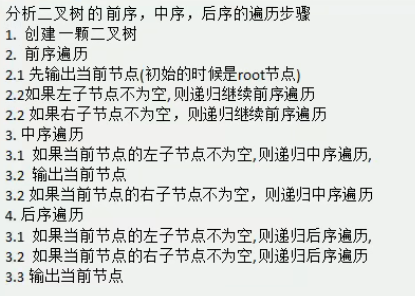 分析二叉树的前序，中序，后序的遍历步骤
1. 创建一颗二叉树
2. 前序遍历
2.1 先输出当前节点(初始的时候是root节点)
2.2如果左子节点不为空,则递归继续前序遍历
2.2 如果右子节点不为空，则递归继续前序遍历
3. 中序遍历
3.1 如果当前节点的左子节点不为空,则递归中序遍历,
3.2 输出当前节点
3.2 如果当前节点的右子节点不为空，则递归中序遍历
4. 后序遍历
3.1 如果当前节点的左子节点不为空,则递归后序遍历,
3.2 如果当前节点的右子节点不为空,则递归后序遍历
3.3 输出当前节点